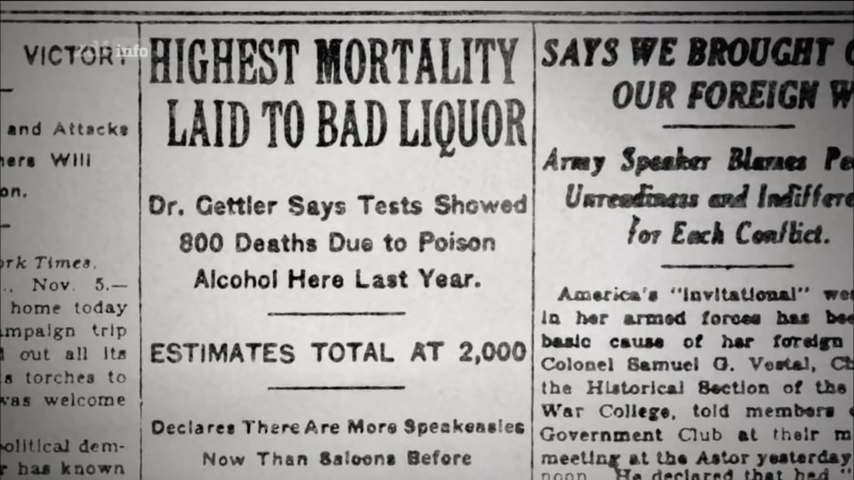 info
VICTORY
and Attacks
Will
on.
York Times.
., Nov. 5.—
home today
trip
out all its
torches to
was welcome
political dem-
has known
HIGHEST MORTALITY
LAID TO BAD LIQUOR
Dr. Gettler Says Tests Showed
800 Deaths Due to Poison
Alcohol Here Last Year.
ESTIMATES TOTAL AT 2,000
Declares There Are More Speakeasies
Now Than Saloons Before
SAYS WE BROUGHT
OUR FOREIGN
Army Speaker Blames
Unreadiness and
for Each Conflict.
America's "invitational"
in her armed forces has
basic cause of her foreign
Colonel Samuel G. Vestal,
the Historical Section of the
War College, told members
Government Club at their
meeting at the Astor yesterday
noon. He declared that had "